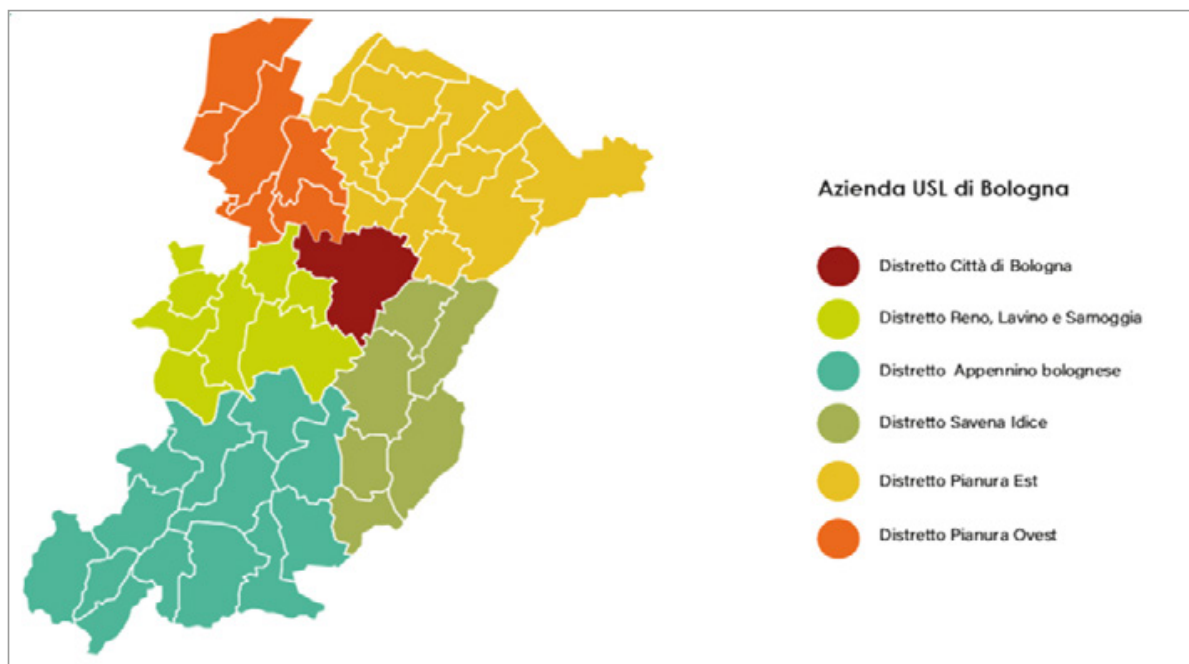 Azienda USL di Bologna
Distretto Città di Bologna
Distretto Reno, Lavino e Samoggia
Distretto Appennino bolognese
Distretto Savena Idice
Distretto Pianura Est
Distretto Pianura Ovest